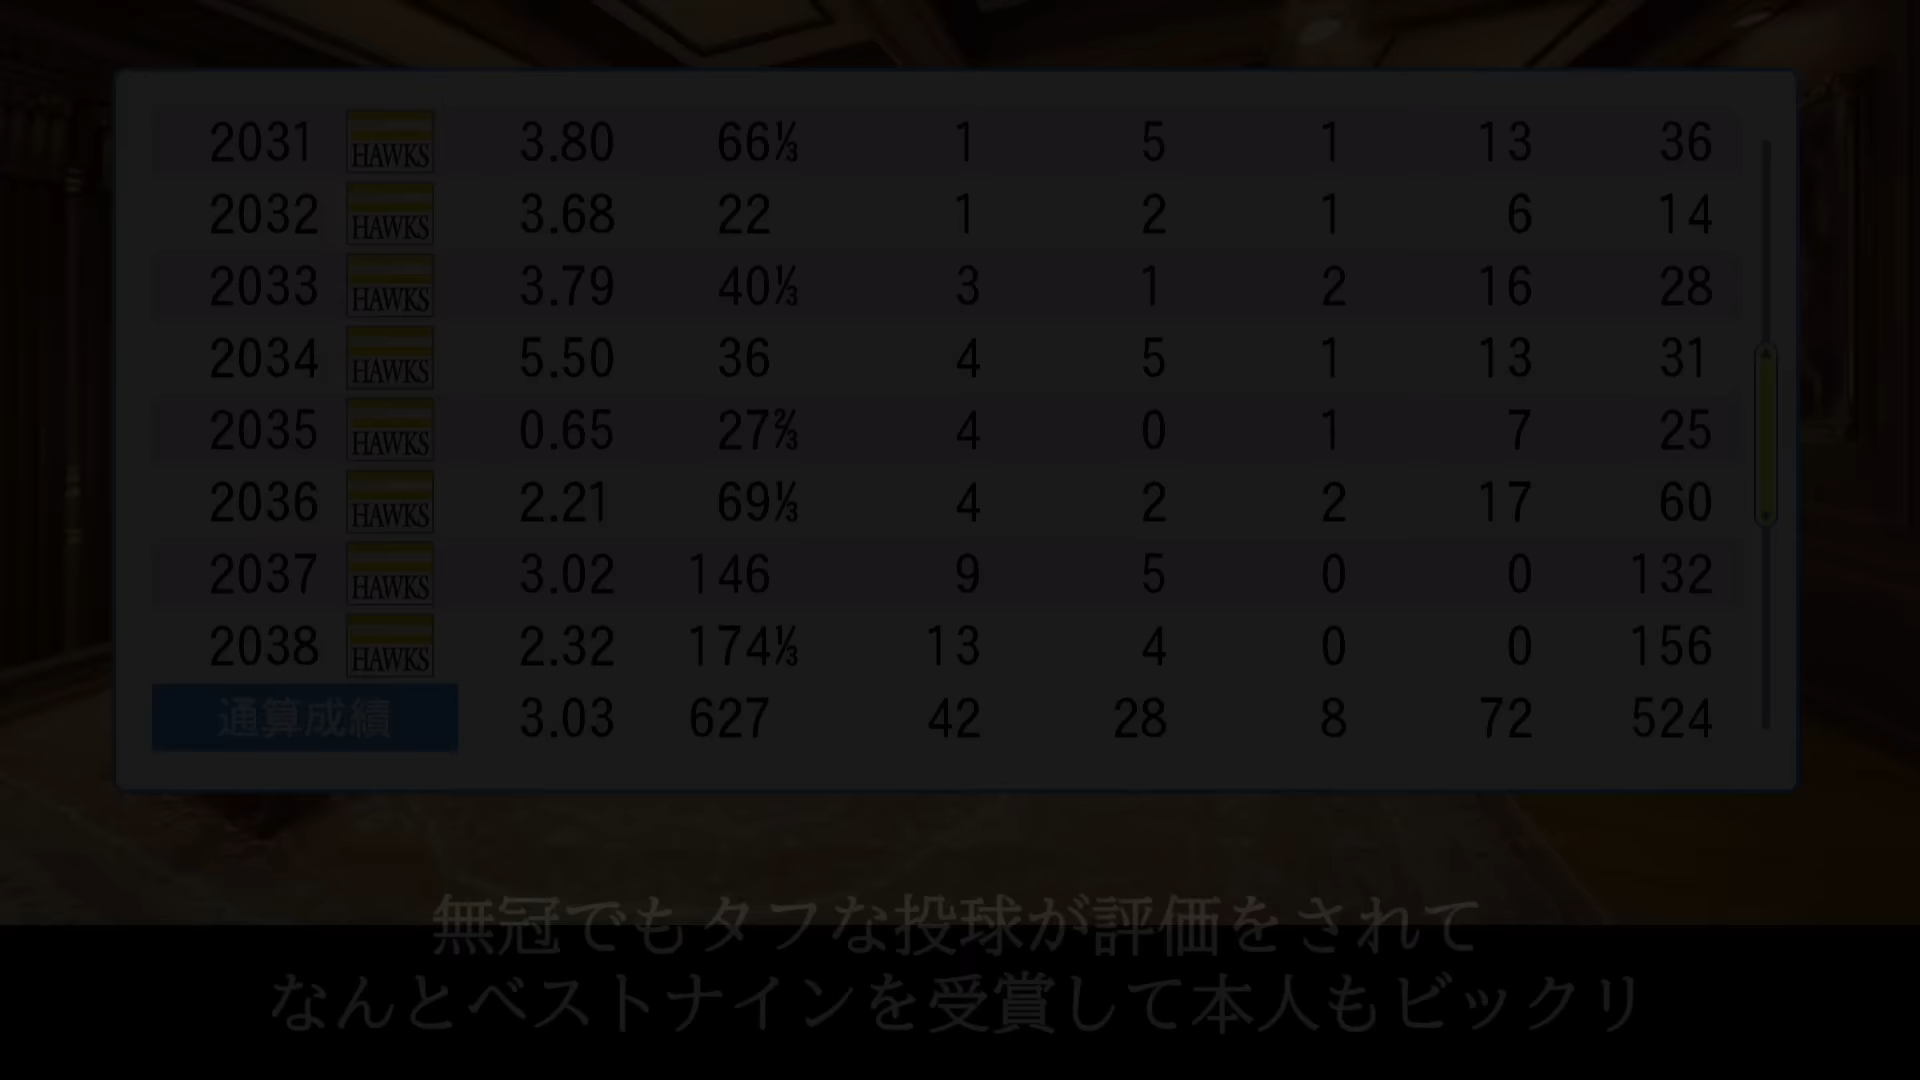 2031 HAWKS 3.80 66⅓ 1 5 1 13 36
2032 HAWKS 3.68 22 1 2 1 6 14
2033 HAWKS 3.79 40⅓ 3 1 2 16 28
2034 HAWKS 5.50 36 4 5 1 13 31
2035 HAWKS 0.65 27⅔ 4 0 1 7 25
2036 HAWKS 2.21 69⅓ 4 2 2 17 60
2037 HAWKS 3.02 146 9 5 0 0 132
2038 HAWKS 2.32 174⅓ 13 4 0 0 156
通算成績 3.03 627 42 28 8 72 524
無冠でもタフな投球が評価をされて
なんとベストナインを受賞して本人もビックリ